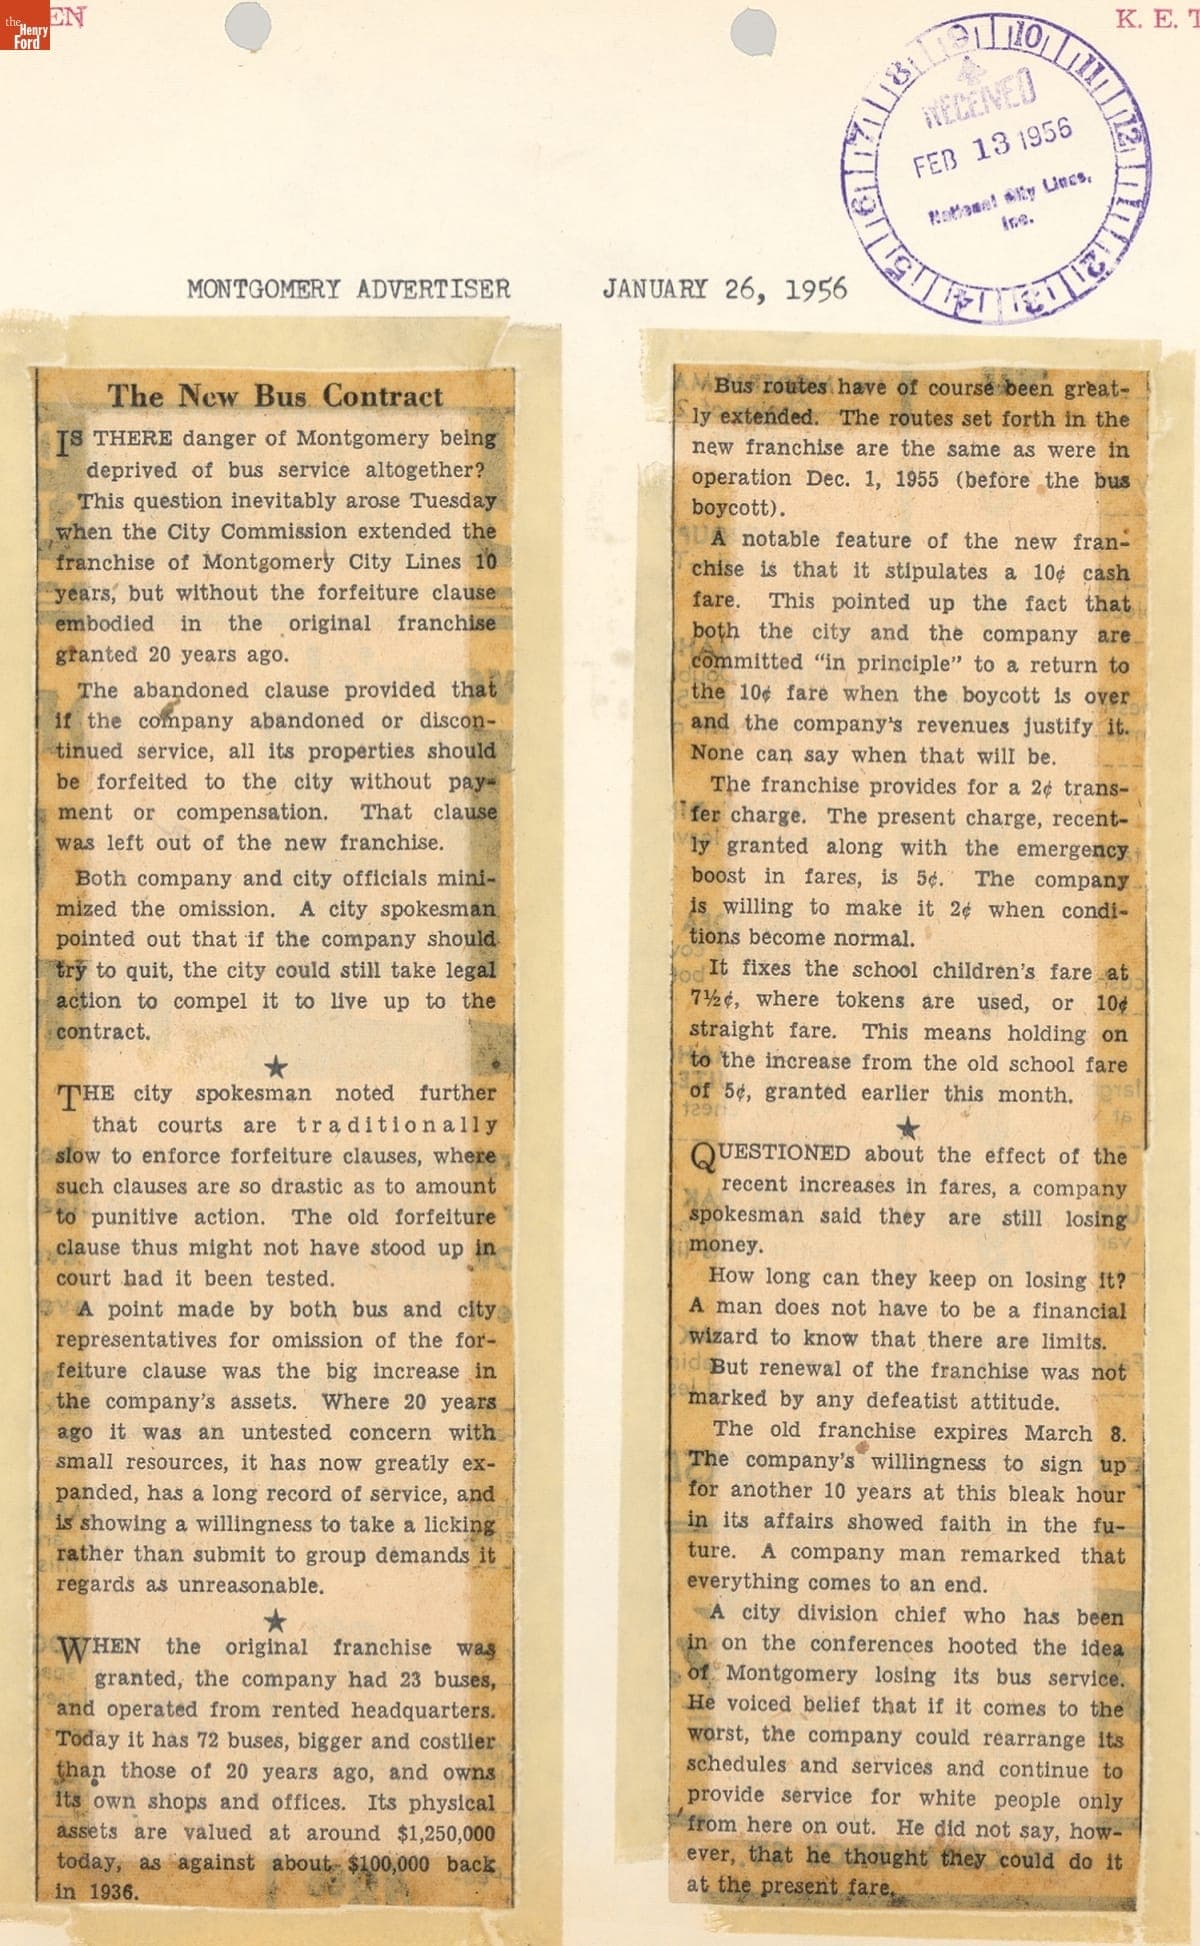 the
Henry
Ford
EN
K. E. T
9 10 11 12 1 2 3 4 5 6 7 8
RECEIVED
FEB 13 1956
National City Lines,
Inc.
MONTGOMERY ADVERTISER JANUARY 26, 1956
The New Bus Contract
IS THERE danger of Montgomery being
deprived of bus service altogether?
This question inevitably arose Tuesday
when the City Commission extended the
franchise of Montgomery City Lines 10
years, but without the forfeiture clause
embodied in the original franchise
granted 20 years ago.
The abandoned clause provided that
if the company abandoned or discon-
tinued service, all its properties should
be forfeited to the city without pay-
ment or compensation. That clause
was left out of the new franchise.
Both company and city officials mini-
mized the omission. A city spokesman
pointed out that if the company should
try to quit, the city could still take legal
action to compel it to live up to the
contract.
★
THE city spokesman noted further
that courts are traditionally
slow to enforce forfeiture clauses, where
such clauses are so drastic as to amount
to punitive action. The old forfeiture
clause thus might not have stood up in
court had it been tested.
A point made by both bus and city
representatives for omission of the for-
feiture clause was the big increase in
the company's assets. Where 20 years
ago it was an untested concern with
small resources, it has now greatly ex-
panded, has a long record of service, and
is showing a willingness to take a licking
rather than submit to group demands it
regards as unreasonable.
★
WHEN the original franchise was
granted, the company had 23 buses,
and operated from rented headquarters.
Today it has 72 buses, bigger and costlier
than those of 20 years ago, and owns
its own shops and offices. Its physical
assets are valued at around $1,250,000
today, as against about $100,000 back
in 1936.
Bus routes have of course been great-
ly extended. The routes set forth in the
new franchise are the same as were in
operation Dec. 1, 1955 (before the bus
boycott).
A notable feature of the new fran-
chise is that it stipulates a 10¢ cash
fare. This pointed up the fact that
both the city and the company are
committed "in principle" to a return to
the 10¢ fare when the boycott is over
and the company's revenues justify it.
None can say when that will be.
The franchise provides for a 2¢ trans-
fer charge. The present charge, recent-
ly granted along with the emergency
boost in fares, is 5¢. The company
is willing to make it 2¢ when condi-
tions become normal.
It fixes the school children's fare at
7½¢, where tokens are used, or 10¢
straight fare. This means holding on
to the increase from the old school fare
of 5¢, granted earlier this month.
★
QUESTIONED about the effect of the
recent increases in fares, a company
spokesman said they are still losing
money.
How long can they keep on losing it?
A man does not have to be a financial
wizard to know that there are limits.
But renewal of the franchise was not
marked by any defeatist attitude.
The old franchise expires March 8.
The company's willingness to sign up
for another 10 years at this bleak hour
in its affairs showed faith in the fu-
ture. A company man remarked that
everything comes to an end.
A city division chief who has been
in on the conferences hooted the idea
of Montgomery losing its bus service.
He voiced belief that if it comes to the
worst, the company could rearrange its
schedules and services and continue to
provide service for white people only
from here on out. He did not say, how-
ever, that he thought they could do it
at the present fare.